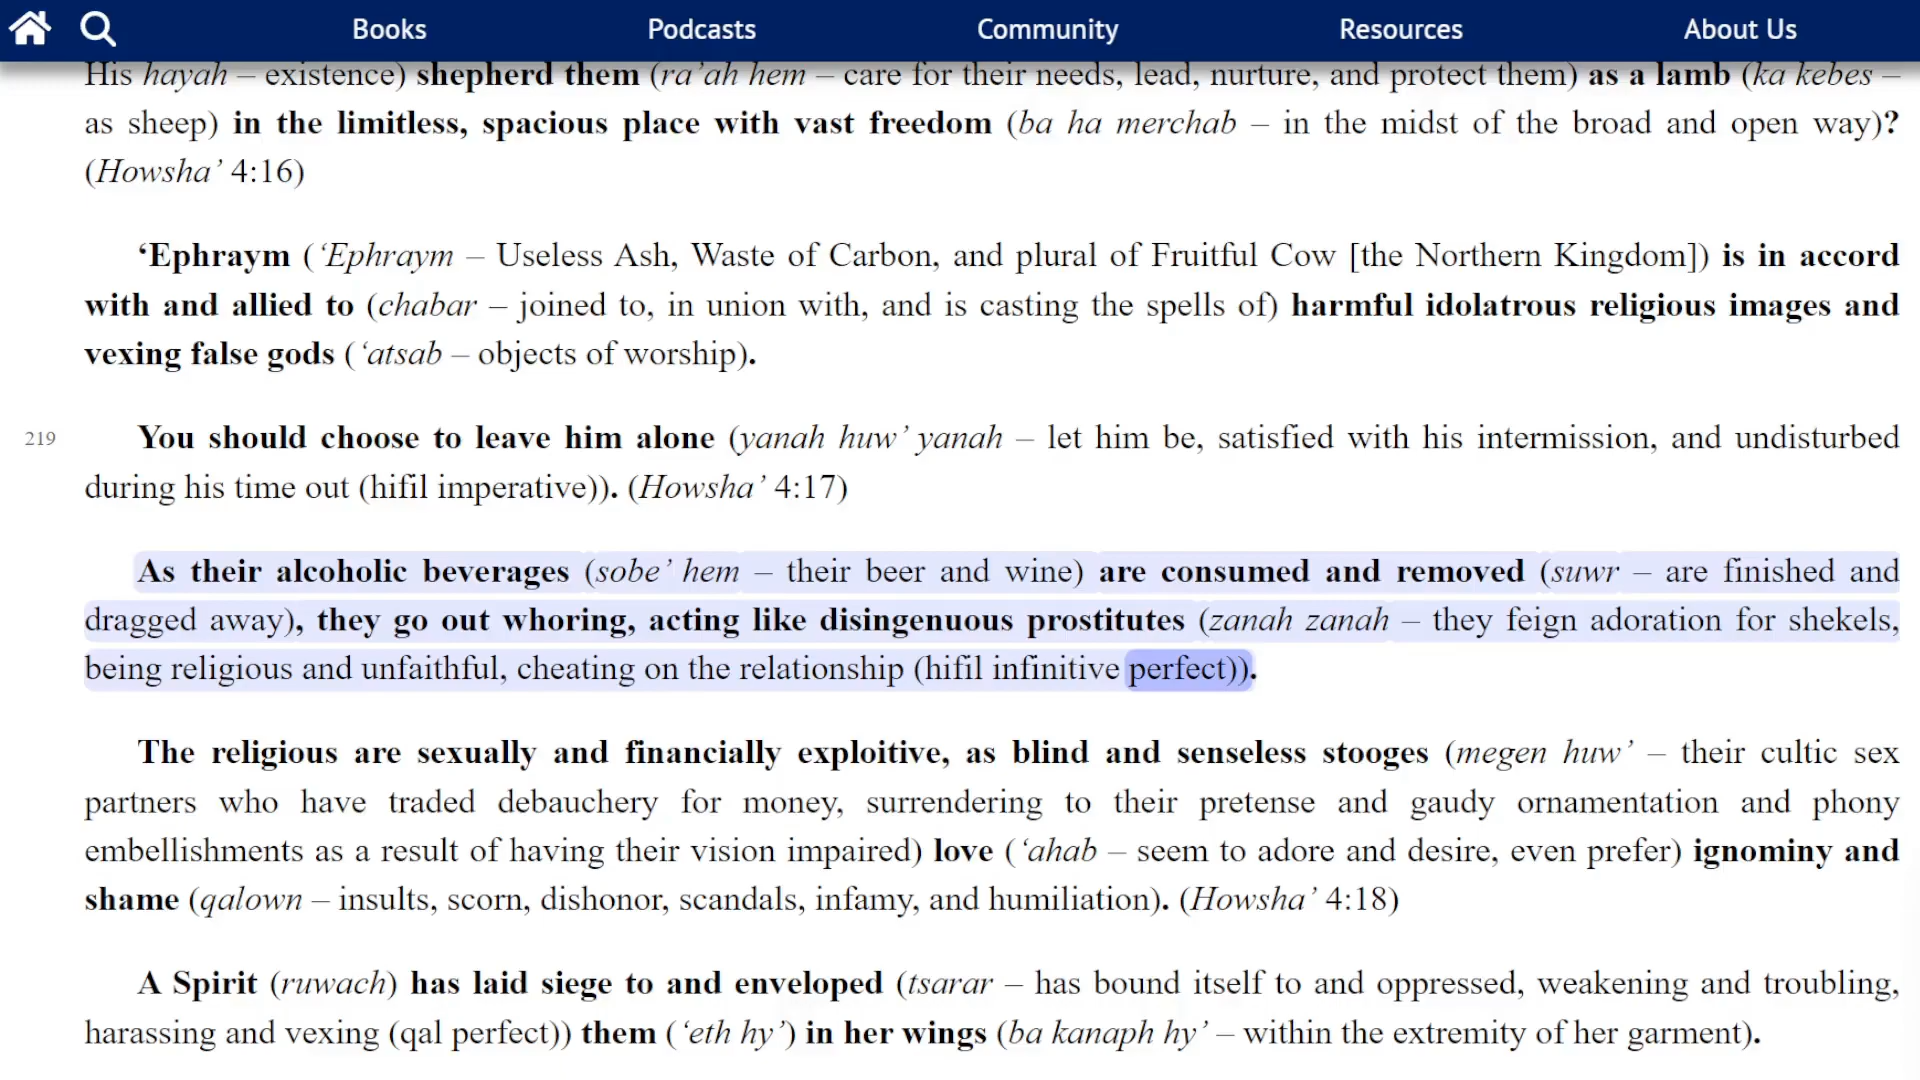 Books Podcasts Community Resources About Us
His hayah – existence) shepherd them (ra’ah hem – care for their needs, lead, nurture, and protect them) as a lamb (ka kebes –
as sheep) in the limitless, spacious place with vast freedom (ba ha merchab – in the midst of the broad and open way)?
(Howsha’ 4:16)
‘Ephraym (‘Ephraym – Useless Ash, Waste of Carbon, and plural of Fruitful Cow [the Northern Kingdom]) is in accord
with and allied to (chabar – joined to, in union with, and is casting the spells of) harmful idolatrous religious images and
vexing false gods (‘atsab – objects of worship).
219 You should choose to leave him alone (yanah huw’ yanah – let him be, satisfied with his intermission, and undisturbed
during his time out (hifil imperative)). (Howsha’ 4:17)
As their alcoholic beverages (sobe’ hem – their beer and wine) are consumed and removed (suwr – are finished and
dragged away), they go out whoring, acting like disingenuous prostitutes (zanah zanah – they feign adoration for shekels,
being religious and unfaithful, cheating on the relationship (hifil infinitive perfect)).
The religious are sexually and financially exploitive, as blind and senseless stooges (megen huw’ – their cultic sex
partners who have traded debauchery for money, surrendering to their pretense and gaudy ornamentation and phony
embellishments as a result of having their vision impaired) love (‘ahab – seem to adore and desire, even prefer) ignominy and
shame (qalown – insults, scorn, dishonor, scandals, infamy, and humiliation). (Howsha’ 4:18)
A Spirit (ruwach) has laid siege to and enveloped (tsarar – has bound itself to and oppressed, weakening and troubling,
harassing and vexing (qal perfect)) them (‘eth hy’) in her wings (ba kanaph hy’ – within the extremity of her garment).